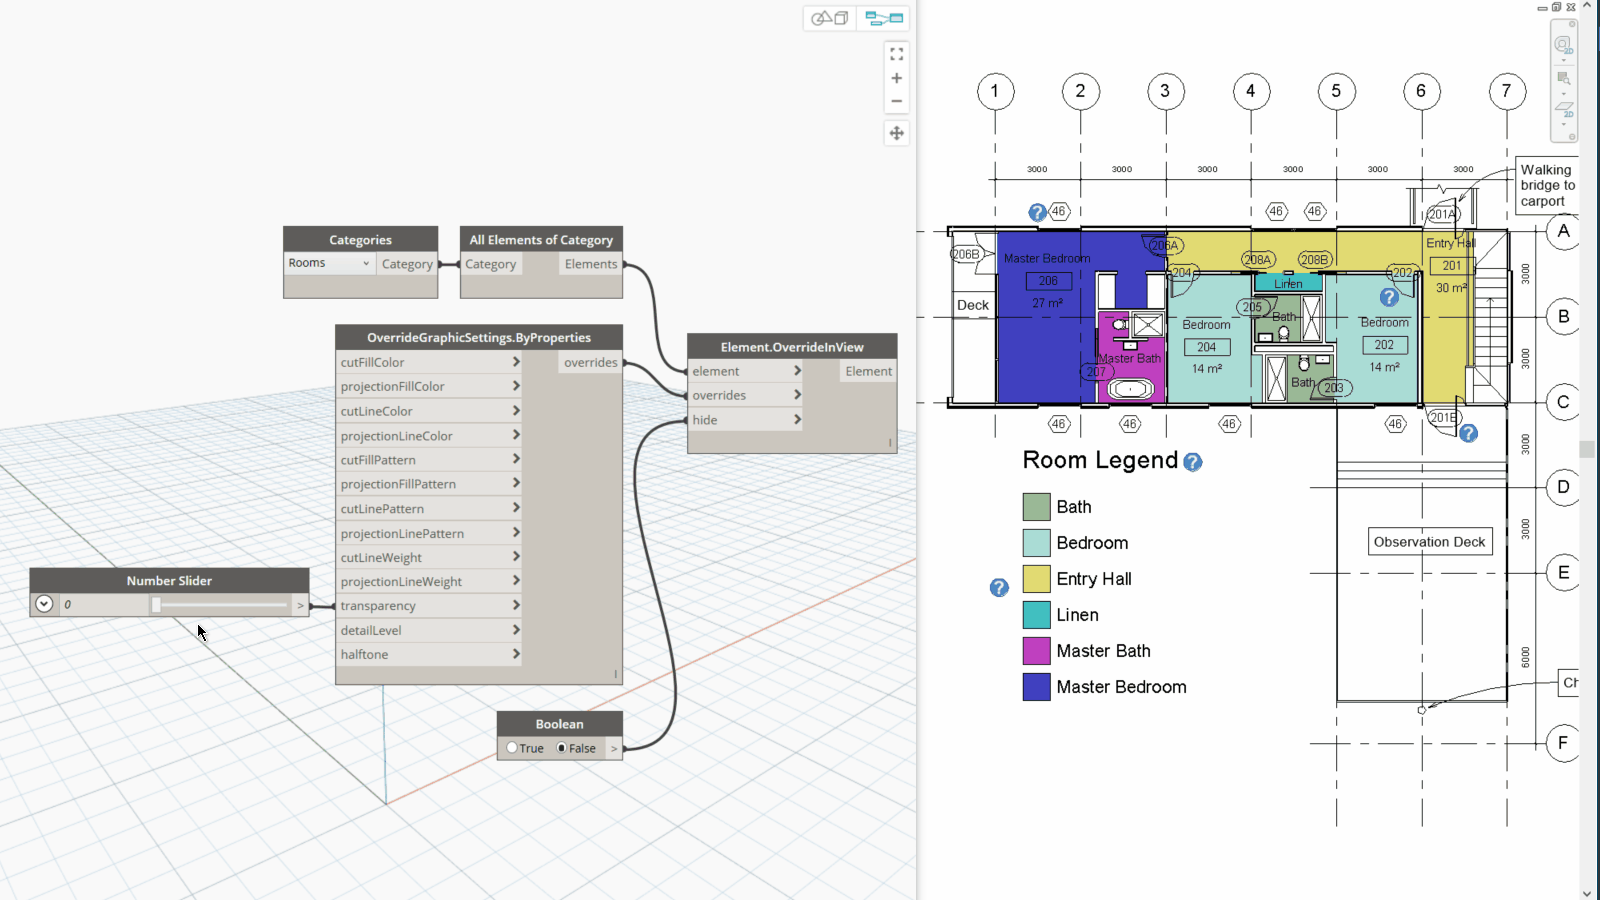 Categories
Rooms
Category
All Elements of Category
Category
Elements
OverrideGraphicSettings.ByProperties
cutFillColor
overrides
projectionFillColor
cutLineColor
projectionLineColor
cutFillPattern
projectionFillPattern
cutLinePattern
projectionLinePattern
cutLineWeight
projectionLineWeight
transparency
detailLevel
halftone
Element.OverrideInView
element
Element
overrides
hide
Number Slider
0
>
Boolean
True
False
>
1
2
3
4
5
6
7
3000
3000
3000
3000
3000
3000
Walking
bridge to
carport
46
46
46
201A
A
206B
Master Bedroom
206
27 m²
206A
204
208A
208B
202
Entry Hall
201
30 m²
3000
Linen
Deck
205
Bath
B
Bedroom
204
14 m²
Bedroom
202
14 m²
Master Bath
207
Bath
203
3000
C
46
46
46
46
3000
Room Legend
Bath
Bedroom
Entry Hall
Linen
Master Bath
Master Bedroom
D
3000
Observation Deck
E
6000
Ch
F
2D
2D